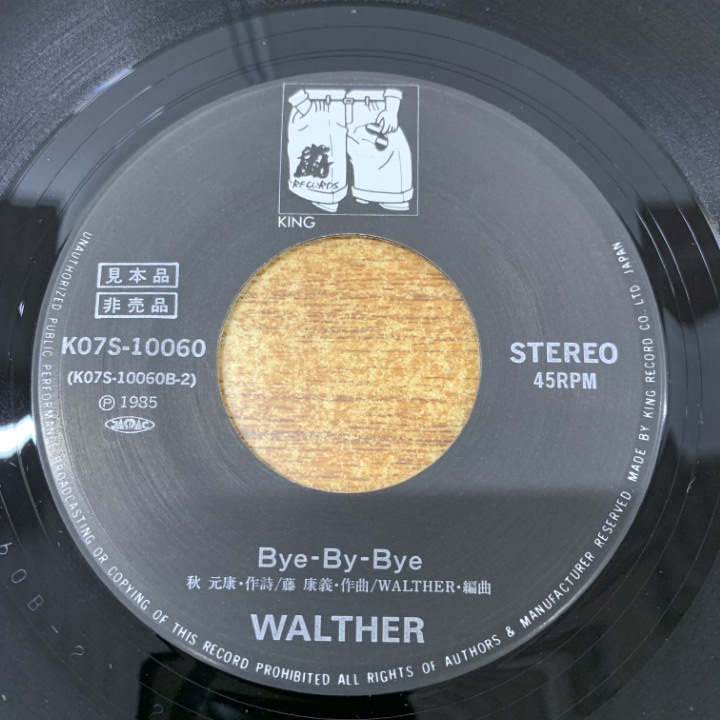 RECORDS
KING
見本品
非売品
K07S-10060
(K07S-10060B-2)
Ⓟ 1985
JASRAC
STEREO
45RPM
Bye-By-Bye
秋 元康・作詩/藤 康義・作曲/WALTHER・編曲
WALTHER
UNAUTHORIZED PUBLIC PERFORMANCE BROADCASTING OR COPYING OF THIS RECORD PROHIBITED ALL RIGHTS OF AUTHORS & MANUFACTURER RESERVED. MADE BY KING RECORD CO. LTD. JAPAN
60B-2